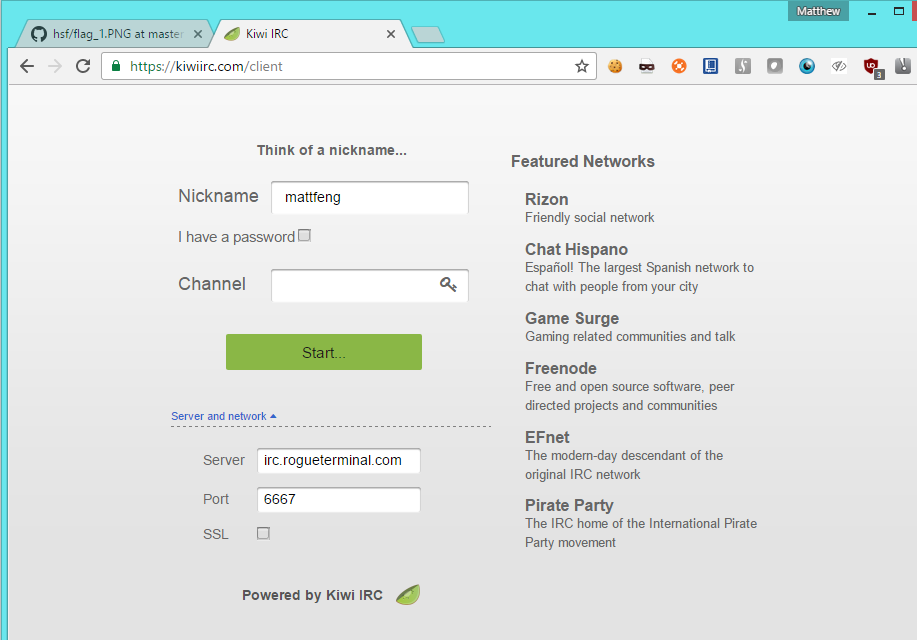 Matthew
hsf/flag_1.PNG at master
Kiwi IRC
https://kiwiirc.com/client
3
Think of a nickname...
Nickname
mattfeng
I have a password
Channel
Start...
Server and network
Server
irc.rogueterminal.com
Port
6667
SSL
Powered by Kiwi IRC
Featured Networks
Rizon
Friendly social network
Chat Hispano
Español! The largest Spanish network to
chat with people from your city
Game Surge
Gaming related communities and talk
Freenode
Free and open source software, peer
directed projects and communities
EFnet
The modern-day descendant of the
original IRC network
Pirate Party
The IRC home of the International Pirate
Party movement